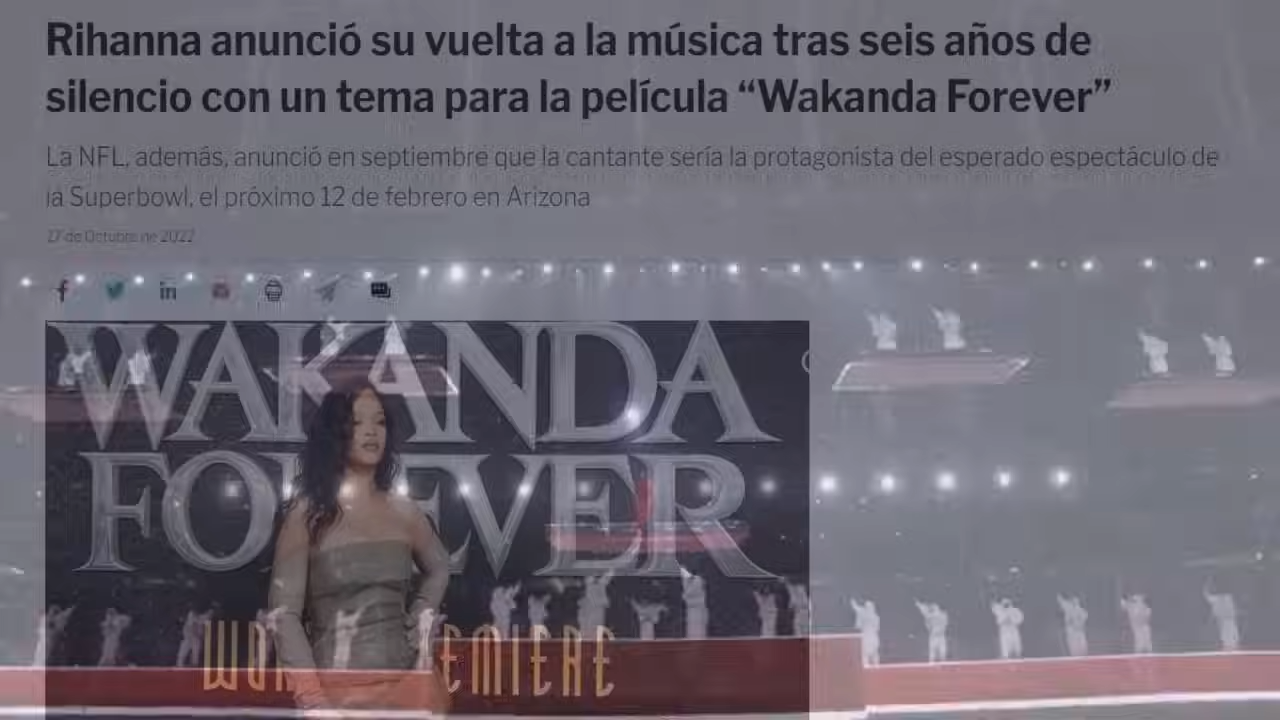 Rihanna anunció su vuelta a la música tras seis años de
silencio con un tema para la película “Wakanda Forever”
La NFL, además, anunció en septiembre que la cantante sería la protagonista del esperado espectáculo de
la Superbowl, el próximo 12 de febrero en Arizona
de Octubre de 2022
WAKANDA
FOREVER
WORLD PREMIERE